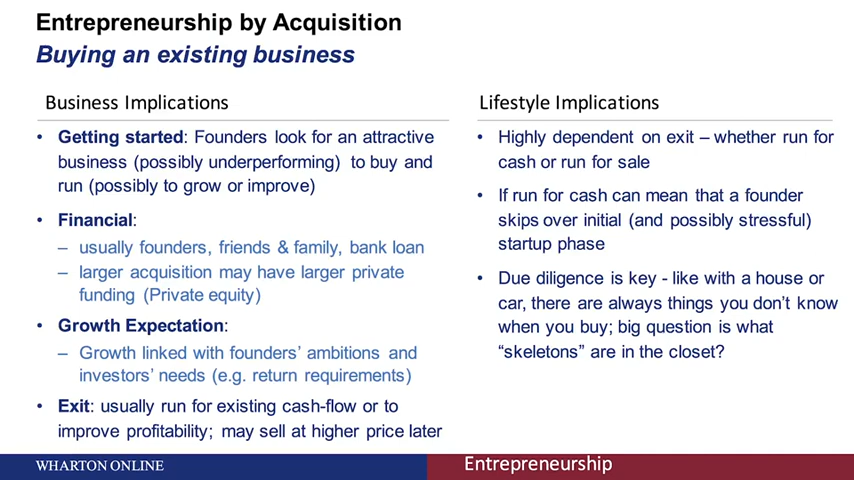 Entrepreneurship by Acquisition
Buying an existing business
Business Implications
• Getting started: Founders look for an attractive
business (possibly underperforming) to buy and
run (possibly to grow or improve)
• Financial:
– usually founders, friends & family, bank loan
– larger acquisition may have larger private
funding (Private equity)
• Growth Expectation:
– Growth linked with founders’ ambitions and
investors’ needs (e.g. return requirements)
• Exit: usually run for existing cash-flow or to
improve profitability; may sell at higher price later
Lifestyle Implications
• Highly dependent on exit – whether run for
cash or run for sale
• If run for cash can mean that a founder
skips over initial (and possibly stressful)
startup phase
• Due diligence is key - like with a house or
car, there are always things you don’t know
when you buy; big question is what
“skeletons” are in the closet?
WHARTON ONLINE
Entrepreneurship